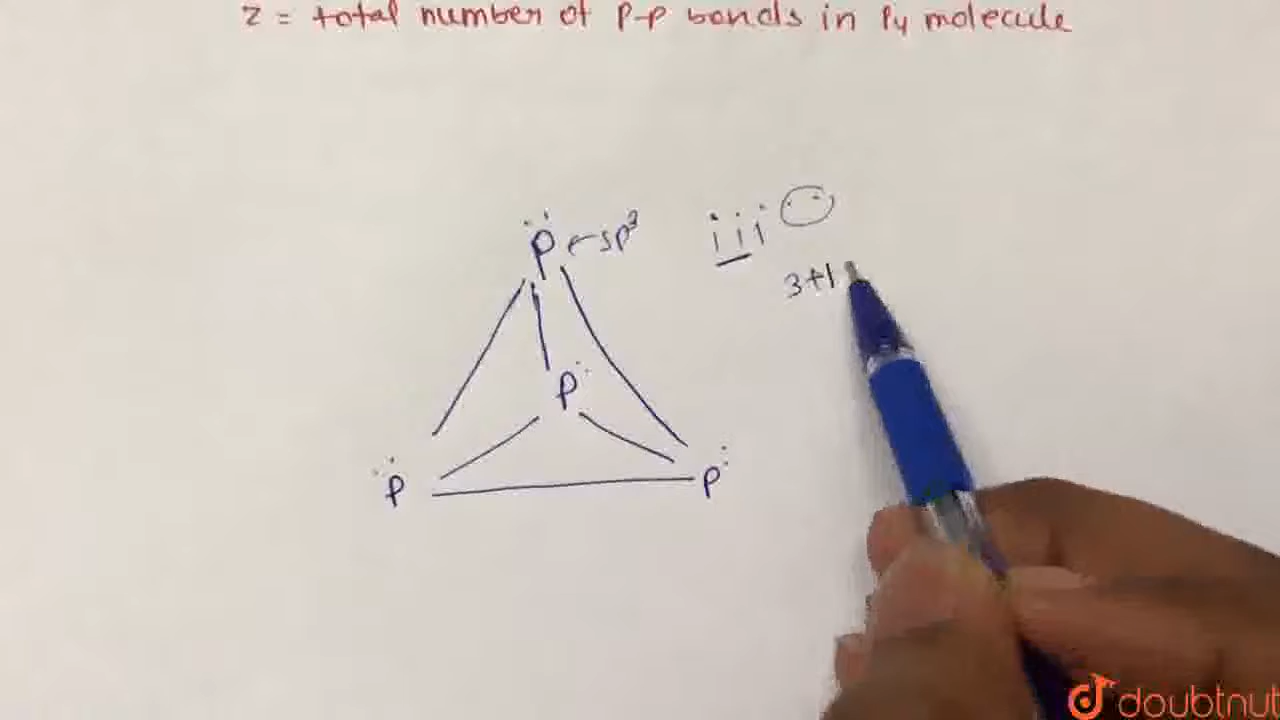 z = total number of P-P bonds in P4 molecule
P ← sp³
3+1
P
P
P
doubtnut